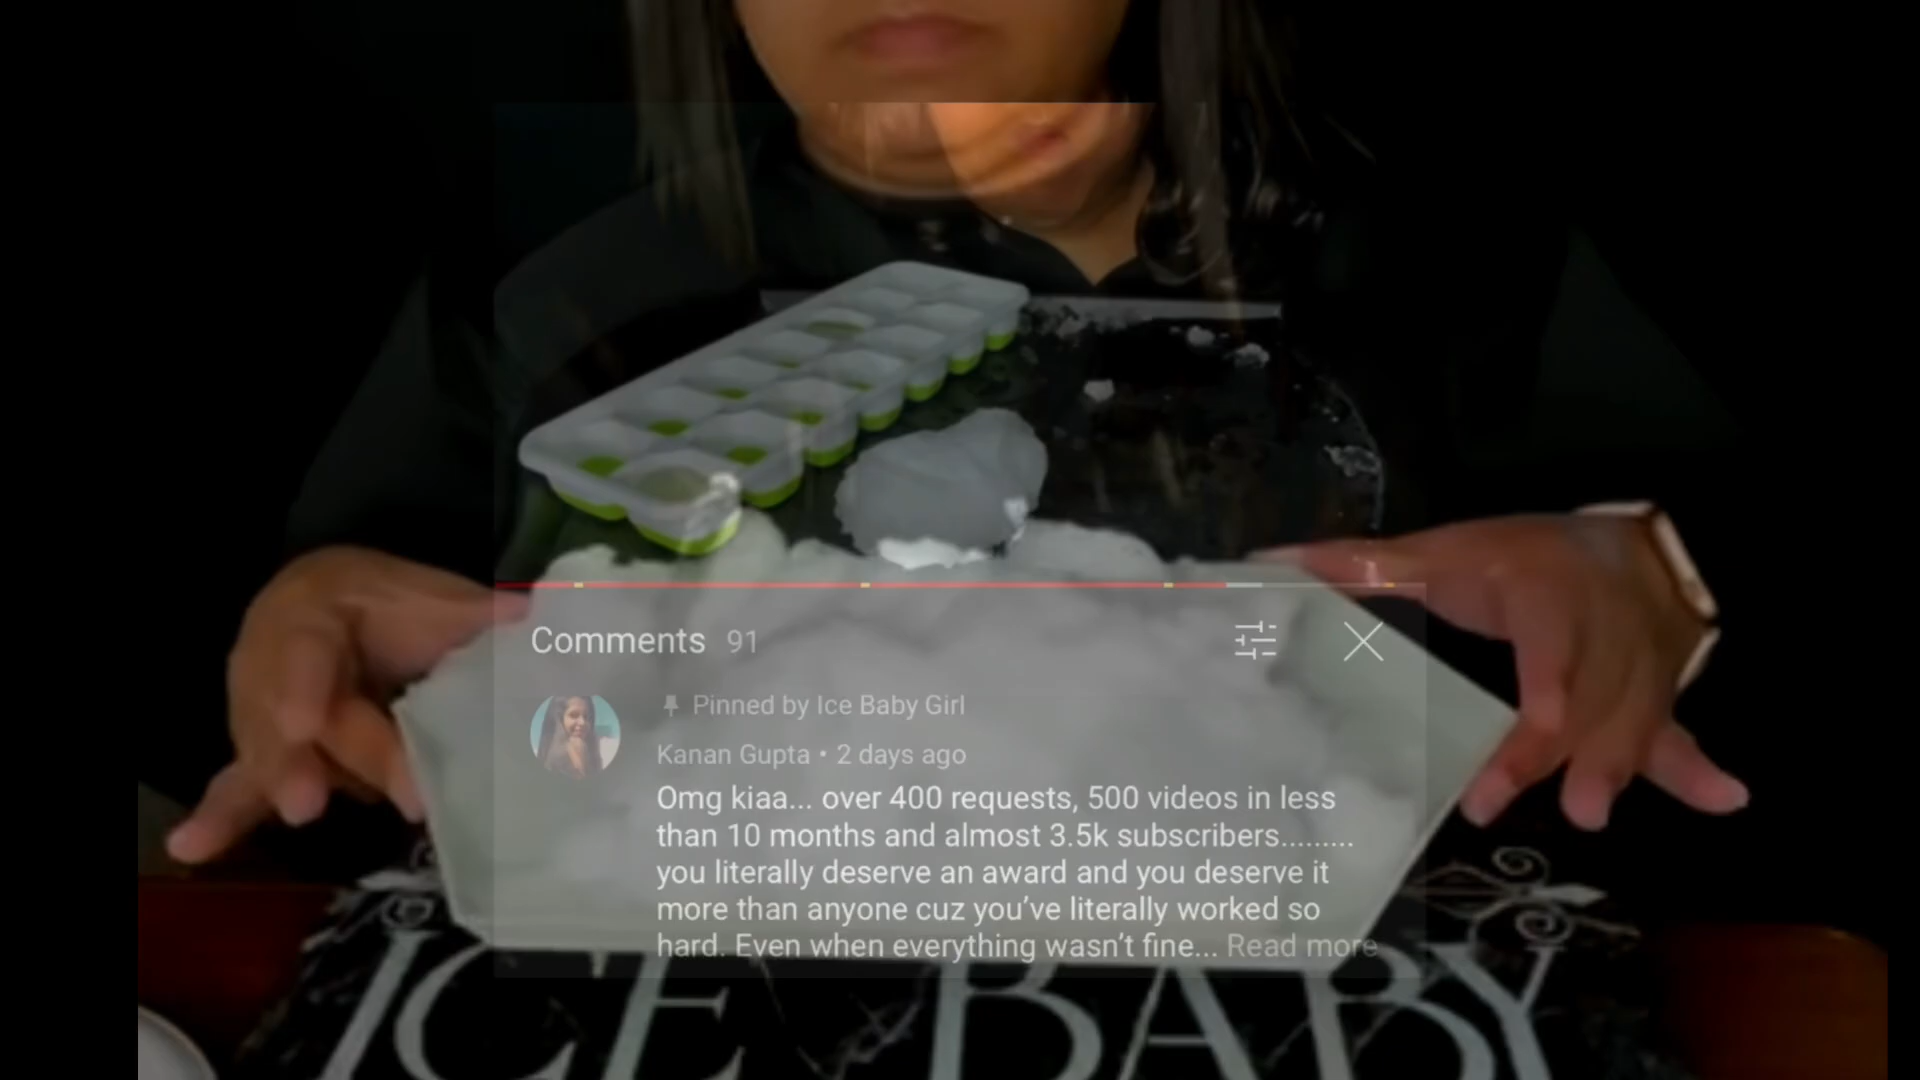 Comments 91
Pinned by Ice Baby Girl
Kanan Gupta • 2 days ago
Omg kiaa... over 400 requests, 500 videos in less
than 10 months and almost 3.5k subscribers.........
you literally deserve an award and you deserve it
more than anyone cuz you’ve literally worked so
hard. Even when everything wasn’t fine... Read more
ICE BABY